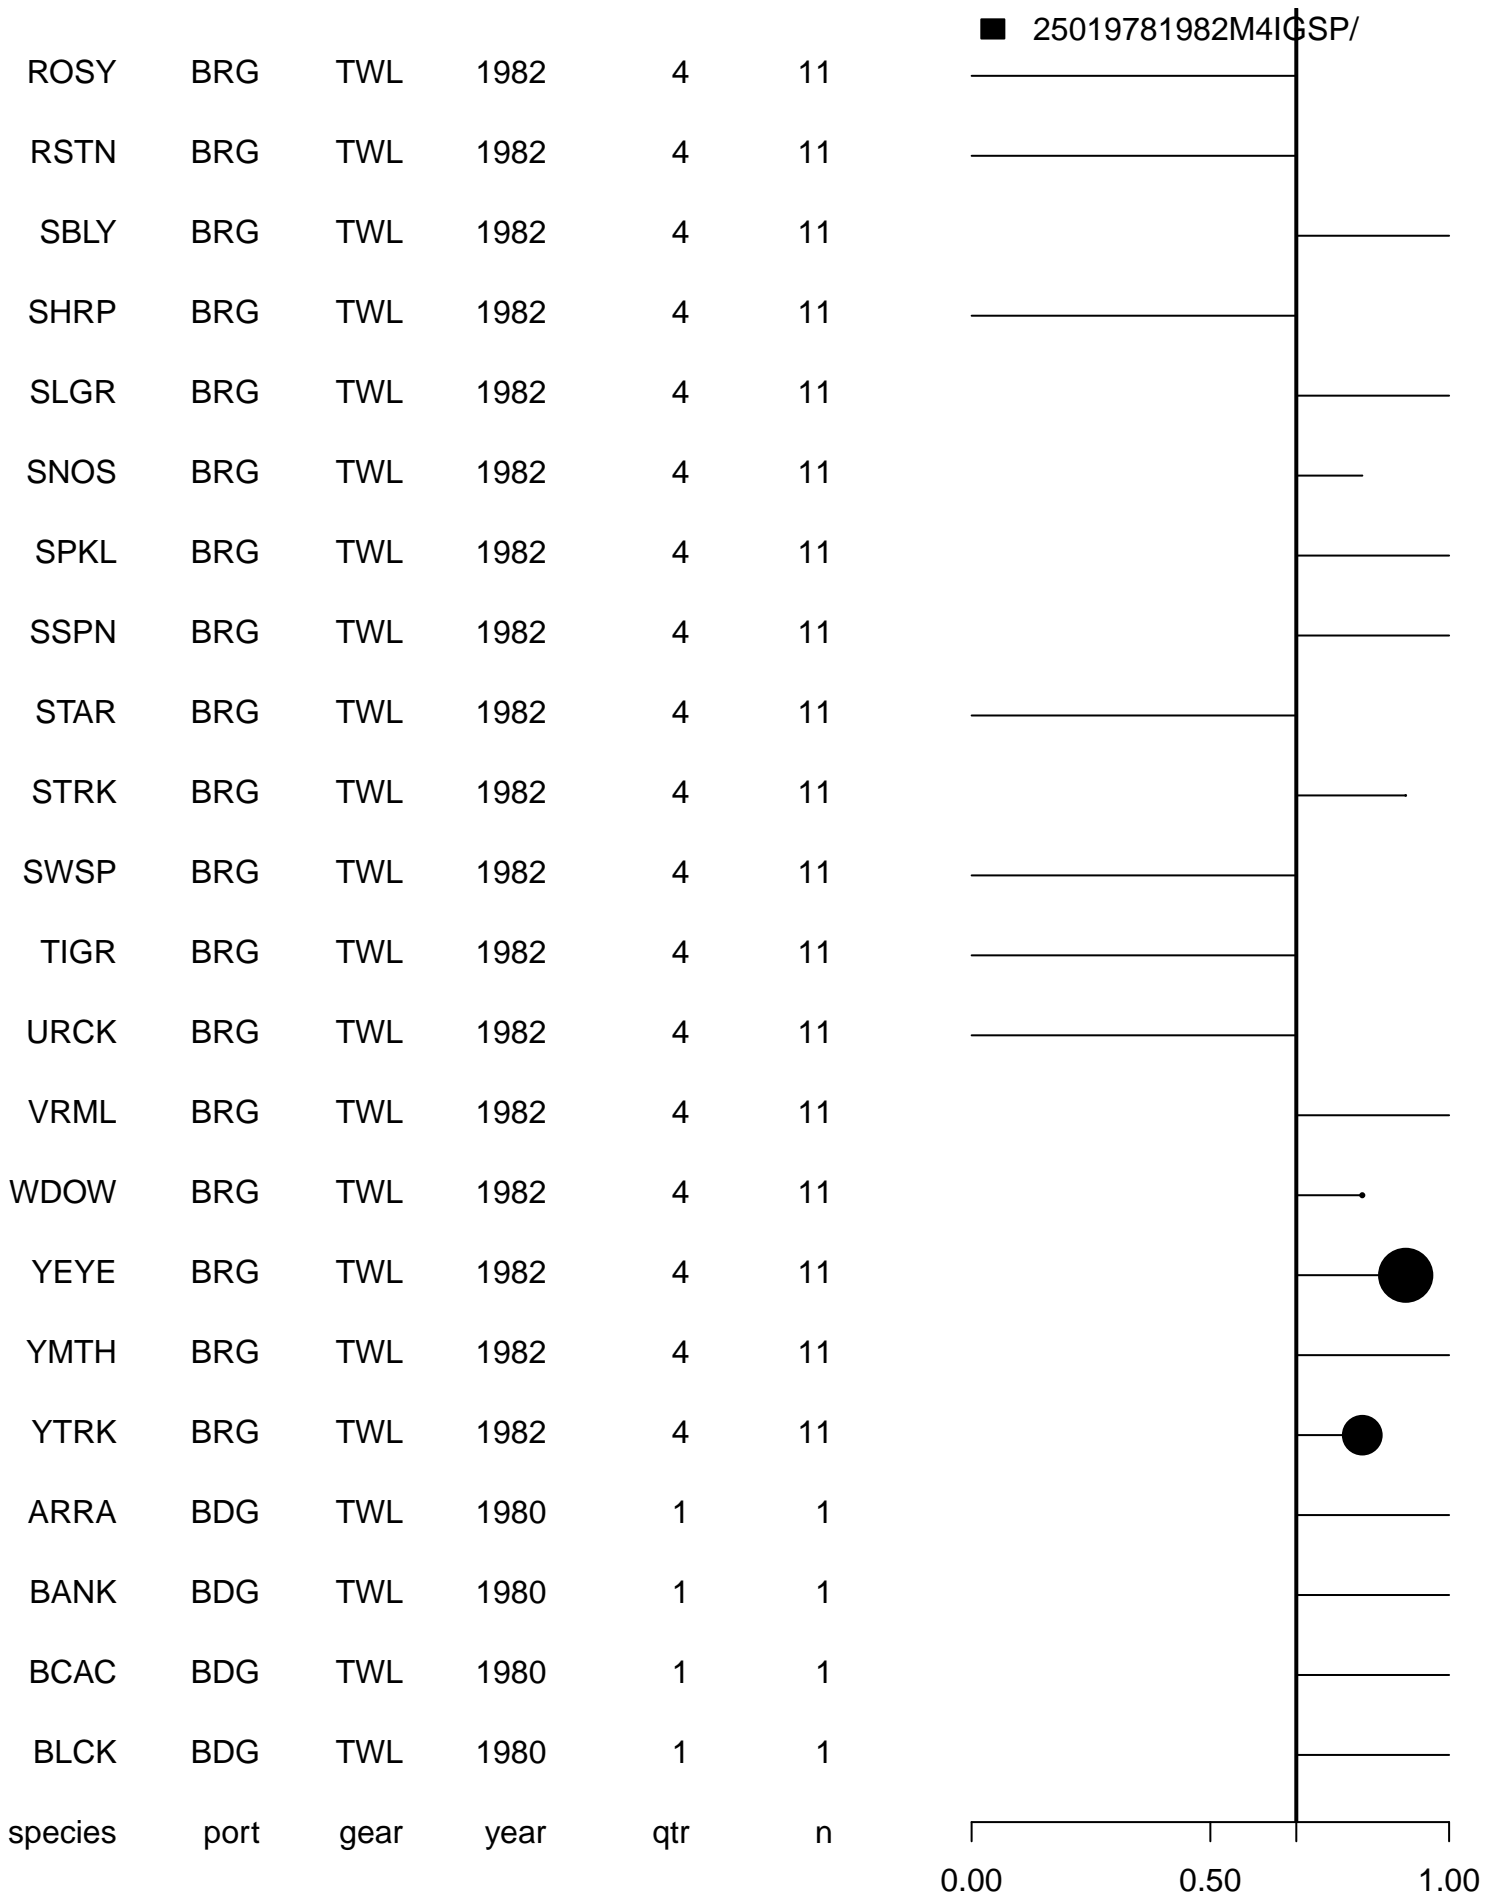 25019781982M4IGSP/
ROSY BRG TWL 1982 4 11
RSTN BRG TWL 1982 4 11
SBLY BRG TWL 1982 4 11
SHRP BRG TWL 1982 4 11
SLGR BRG TWL 1982 4 11
SNOS BRG TWL 1982 4 11
SPKL BRG TWL 1982 4 11
SSPN BRG TWL 1982 4 11
STAR BRG TWL 1982 4 11
STRK BRG TWL 1982 4 11
SWSP BRG TWL 1982 4 11
TIGR BRG TWL 1982 4 11
URCK BRG TWL 1982 4 11
VRML BRG TWL 1982 4 11
WDOW BRG TWL 1982 4 11
YEYE BRG TWL 1982 4 11
YMTH BRG TWL 1982 4 11
YTRK BRG TWL 1982 4 11
ARRA BDG TWL 1980 1 1
BANK BDG TWL 1980 1 1
BCAC BDG TWL 1980 1 1
BLCK BDG TWL 1980 1 1
species port gear year qtr n
0.00 0.50 1.00